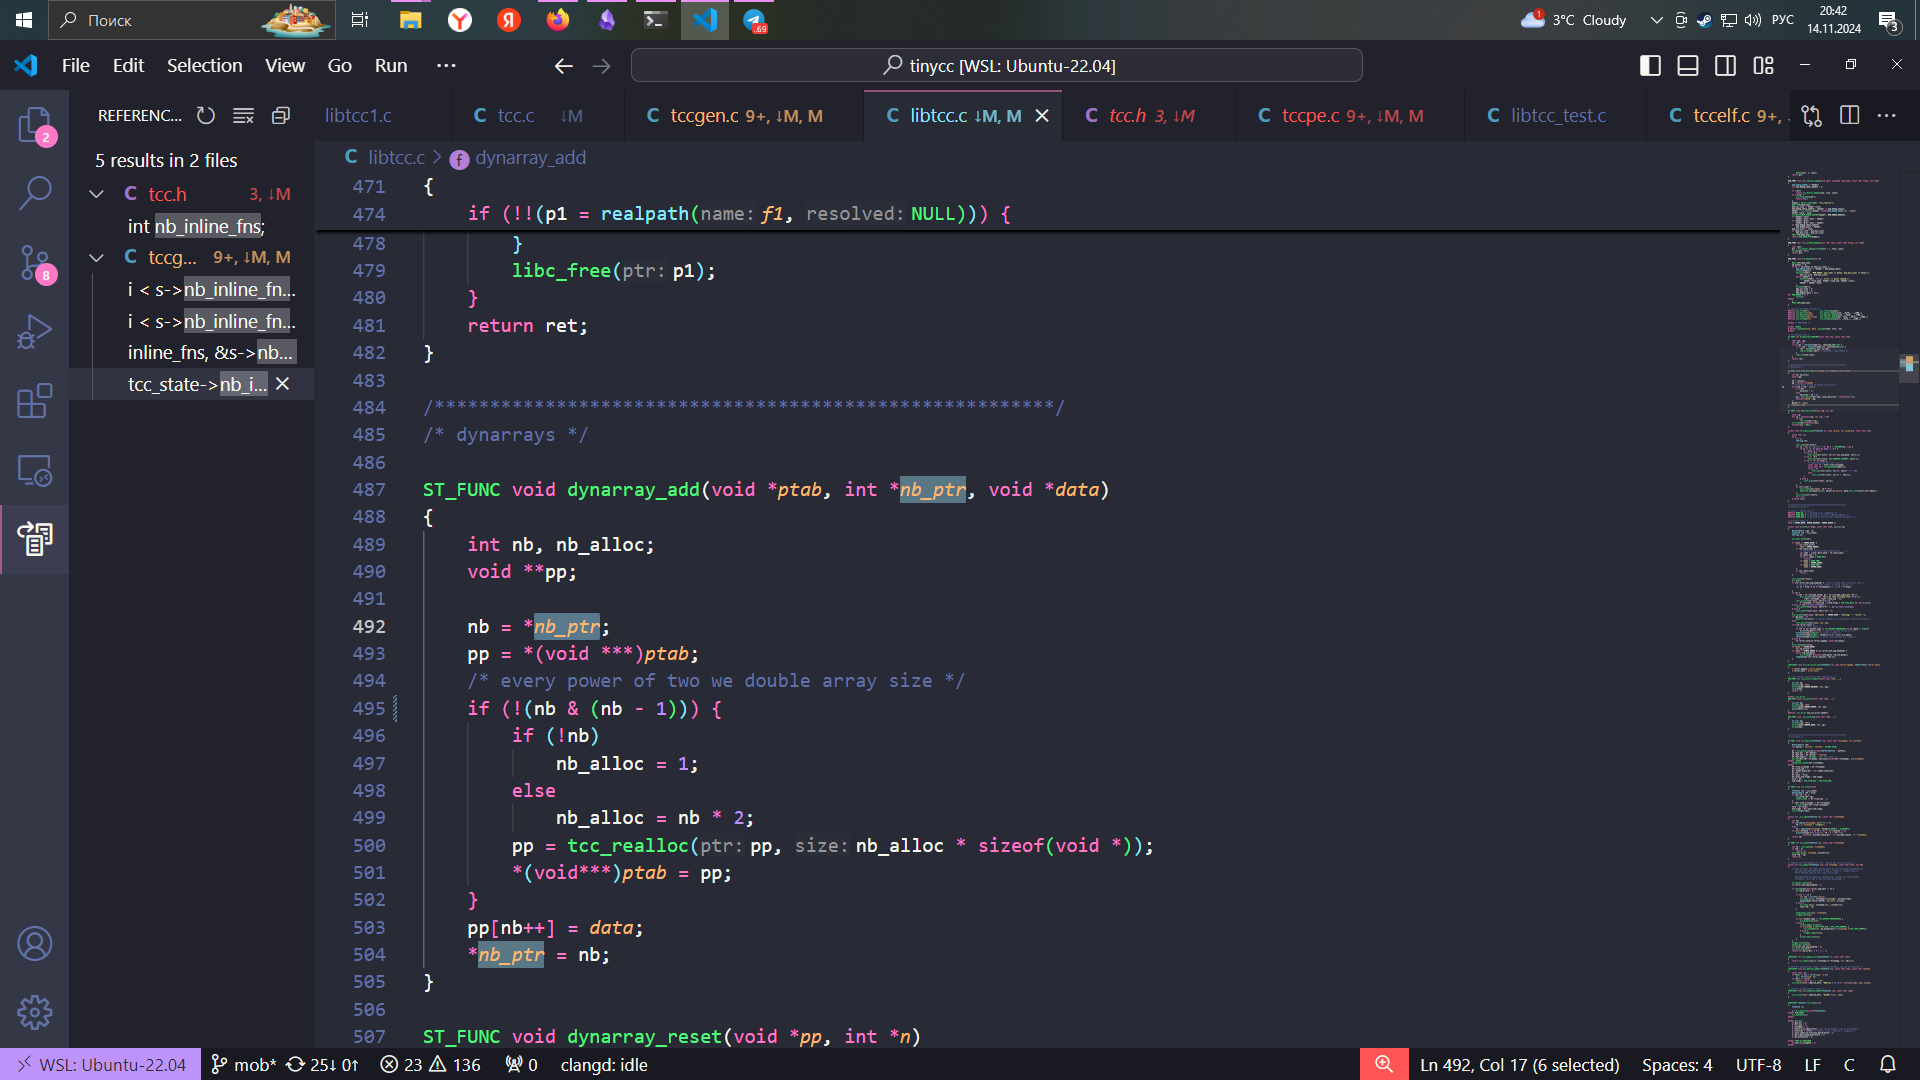 Поиск
69
1
3°C Cloudy
РУС
20:42
14.11.2024
3
File Edit Selection View Go Run ···
tinycc [WSL: Ubuntu-22.04]
2
8
REFERENC...
libtcc1.c
C tcc.c ↓M
C tccgen.c 9+, ↓M, M
C libtcc.c ↓M, M
C tcc.h 3, ↓M
C tccpe.c 9+, ↓M, M
C libtcc_test.c
C tccelf.c 9+,
5 results in 2 files
C tcc.h 3, ↓M
int nb_inline_fns;
C tccg... 9+, ↓M, M
i < s->nb_inline_fn...
i < s->nb_inline_fn...
inline_fns, &s->nb...
tcc_state->nb_i...
C libtcc.c > f dynarray_add
471 {
474 if (!!(p1 = realpath(name: f1, resolved: NULL))) {
478 }
479 libc_free(ptr: p1);
480 }
481 return ret;
482 }
483
484 /********************************************************/
485 /* dynarrays */
486
487 ST_FUNC void dynarray_add(void *ptab, int *nb_ptr, void *data)
488 {
489 int nb, nb_alloc;
490 void **pp;
491
492 nb = *nb_ptr;
493 pp = *(void ***)ptab;
494 /* every power of two we double array size */
495 if (!(nb & (nb - 1))) {
496 if (!nb)
497 nb_alloc = 1;
498 else
499 nb_alloc = nb * 2;
500 pp = tcc_realloc(ptr: pp, size: nb_alloc * sizeof(void *));
501 *(void***)ptab = pp;
502 }
503 pp[nb++] = data;
504 *nb_ptr = nb;
505 }
506
507 ST_FUNC void dynarray_reset(void *pp, int *n)
WSL: Ubuntu-22.04 mob* 25↓ 0↑ 23 136 0 clangd: idle
Ln 492, Col 17 (6 selected) Spaces: 4 UTF-8 LF C